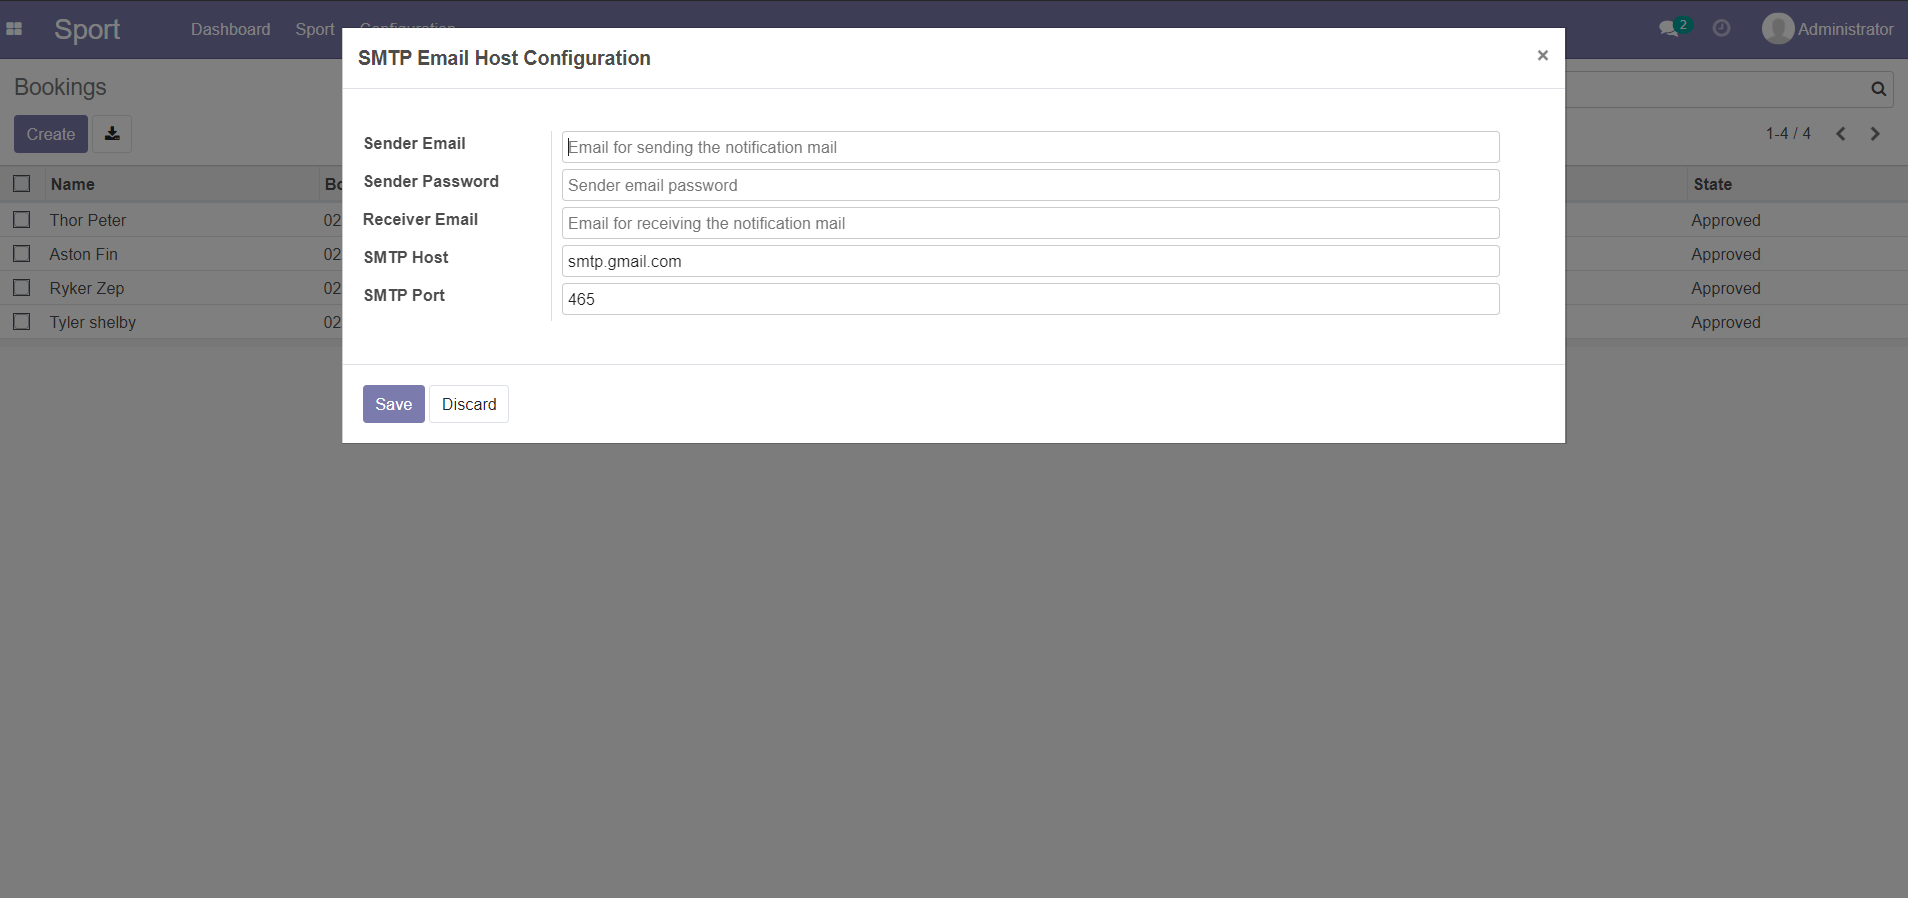 Sport Dashboard Sport Configuration 2 Administrator
SMTP Email Host Configuration ×
Bookings
Create 1-4 / 4
Sender Email Email for sending the notification mail
Sender Password Sender email password
Receiver Email Email for receiving the notification mail
SMTP Host smtp.gmail.com
SMTP Port 465
Save Discard
Name Bo State
Thor Peter 02 Approved
Aston Fin 02 Approved
Ryker Zep 02 Approved
Tyler shelby 02 Approved